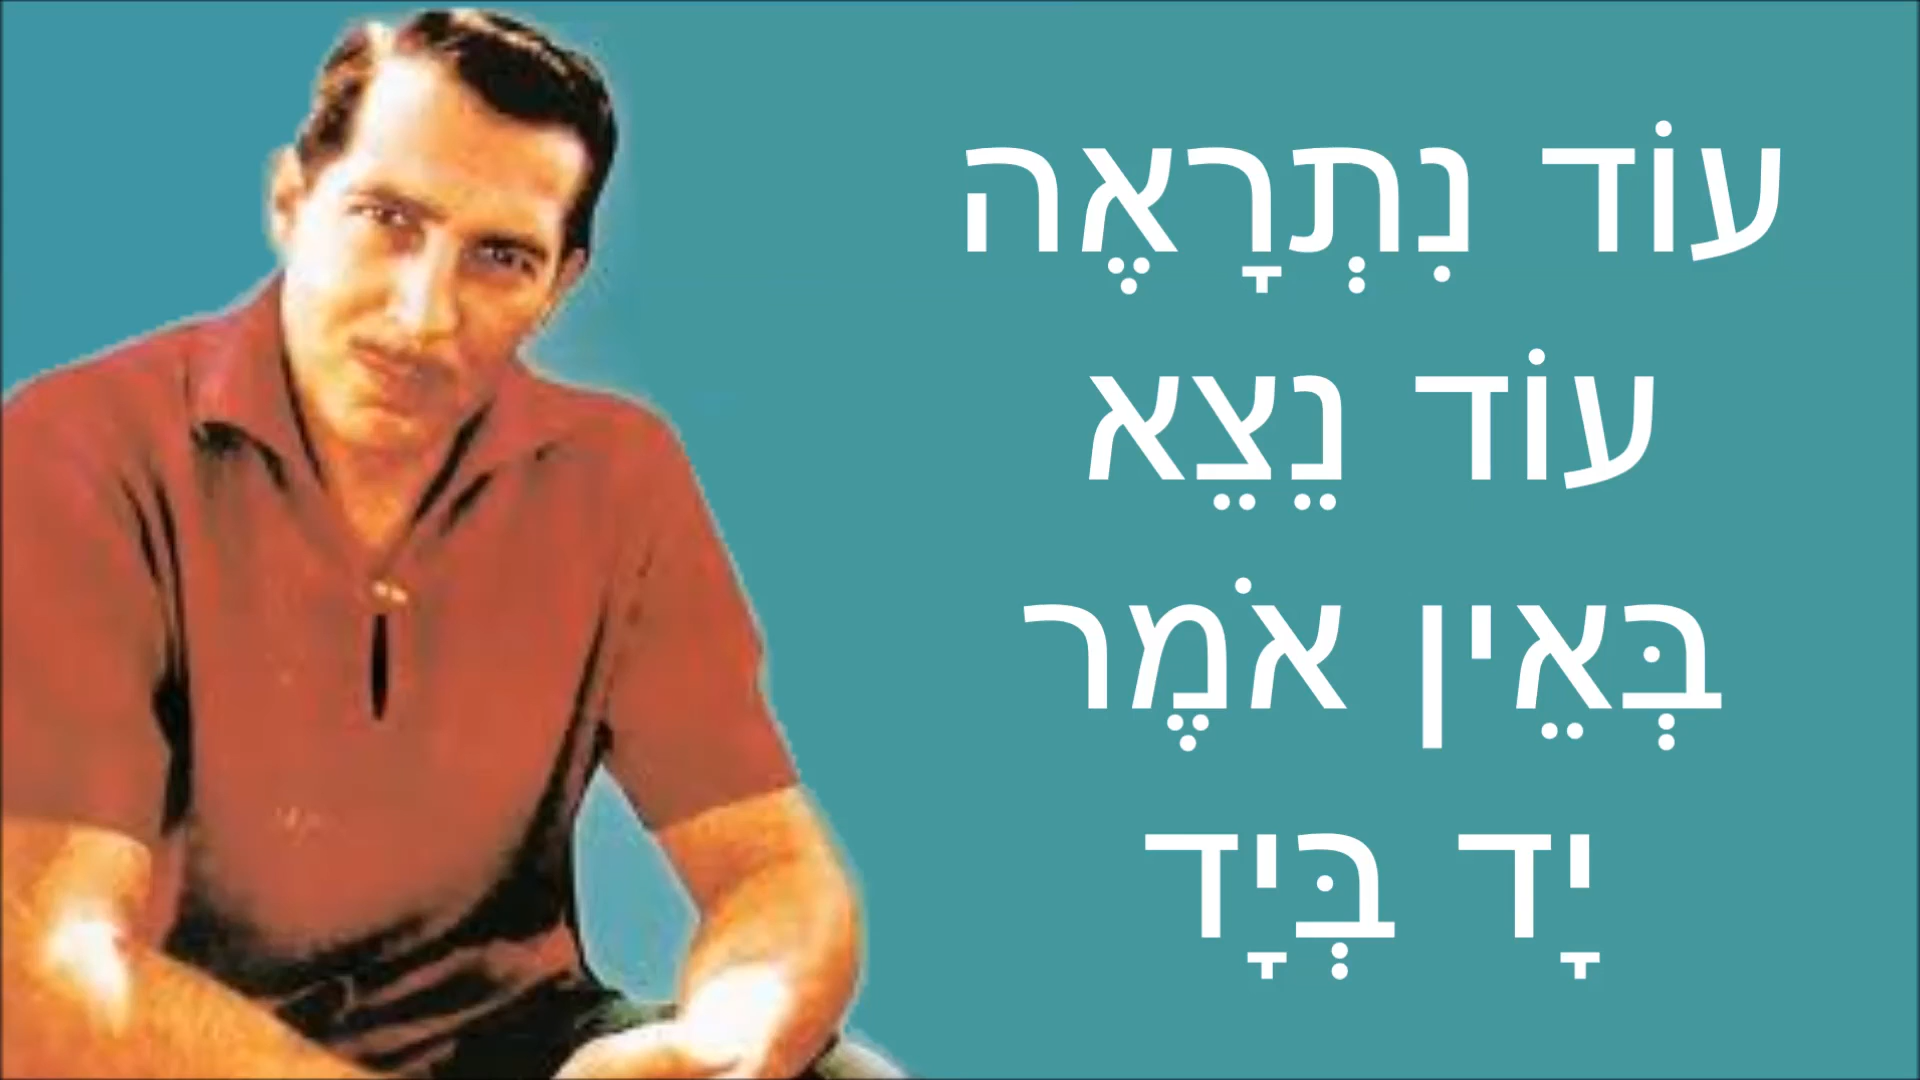 עוֹד נִתְרָאֶה
עוֹד נֵצֵא
בְּאֵין אֹמֶר
יָד בְּיָד